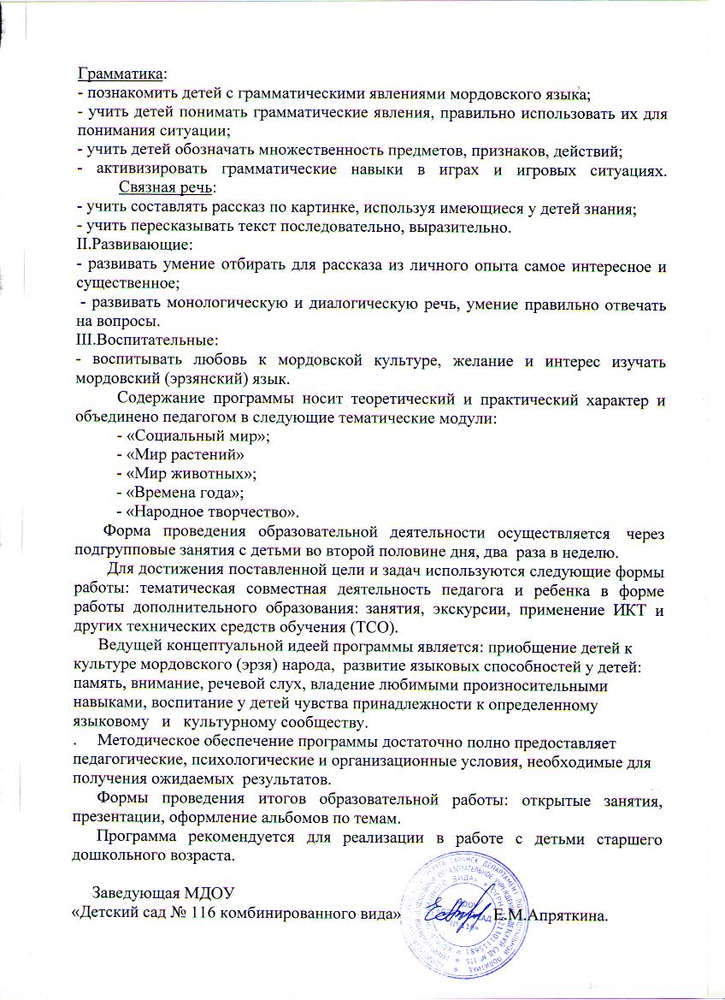 Грамматика:
- познакомить детей с грамматическими явлениями мордовского языка;
- учить детей понимать грамматические явления, правильно использовать их для
понимания ситуации;
- учить детей обозначать множественность предметов, признаков, действий;
- активизировать грамматические навыки в играх и игровых ситуациях.
Связная речь:
- учить составлять рассказ по картинке, используя имеющиеся у детей знания;
- учить пересказывать текст последовательно, выразительно.
II.Развивающие:
- развивать умение отбирать для рассказа из личного опыта самое интересное и
существенное;
- развивать монологическую и диалогическую речь, умение правильно отвечать
на вопросы.
III.Воспитательные:
- воспитывать любовь к мордовской культуре, желание и интерес изучать
мордовский (эрзянский) язык.
Содержание программы носит теоретический и практический характер и
объединено педагогом в следующие тематические модули:
- «Социальный мир»;
- «Мир растений»
- «Мир животных»;
- «Времена года»;
- «Народное творчество».
Форма проведения образовательной деятельности осуществляется через
подгрупповые занятия с детьми во второй половине дня, два раза в неделю.
Для достижения поставленной цели и задач используются следующие формы
работы: тематическая совместная деятельность педагога и ребенка в форме
работы дополнительного образования: занятия, экскурсии, применение ИКТ и
других технических средств обучения (ТСО).
Ведущей концептуальной идеей программы является: приобщение детей к
культуре мордовского (эрзя) народа, развитие языковых способностей у детей:
память, внимание, речевой слух, владение любимыми произносительными
навыками, воспитание у детей чувства принадлежности к определенному
языковому и культурному сообществу.
. Методическое обеспечение программы достаточно полно предоставляет
педагогические, психологические и организационные условия, необходимые для
получения ожидаемых результатов.
Формы проведения итогов образовательной работы: открытые занятия,
презентации, оформление альбомов по темам.
Программа рекомендуется для реализации в работе с детьми старшего
дошкольного возраста.
Заведующая МДОУ
«Детский сад № 116 комбинированного вида» Е.М.Апряткина.